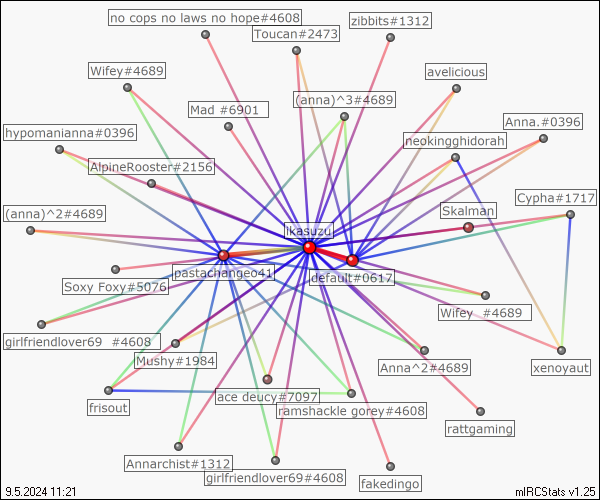 no cops no laws no hope#4608
zibbits#1312
Toucan#2473
Wifey#4689
avelicious
(anna)^3#4689
Mad #6901
Anna.#0396
hypomanianna#0396
neokingghidorah
AlpineRooster#2156
Cypha#1717
(anna)^2#4689
Skalman
likasuzu
pastachangeo41
default#0617
Soxy Foxy#5076
Wifey #4689
girlfriendlover69 #4608
Mushy#1984
Anna^2#4689
xenoyaut
ace deucy#7097
frisout
ramshackle gorey#4608
rattgaming
Annarchist#1312
girlfriendlover69#4608
fakedingo
9.5.2024 11:21
mIRCStats v1.25